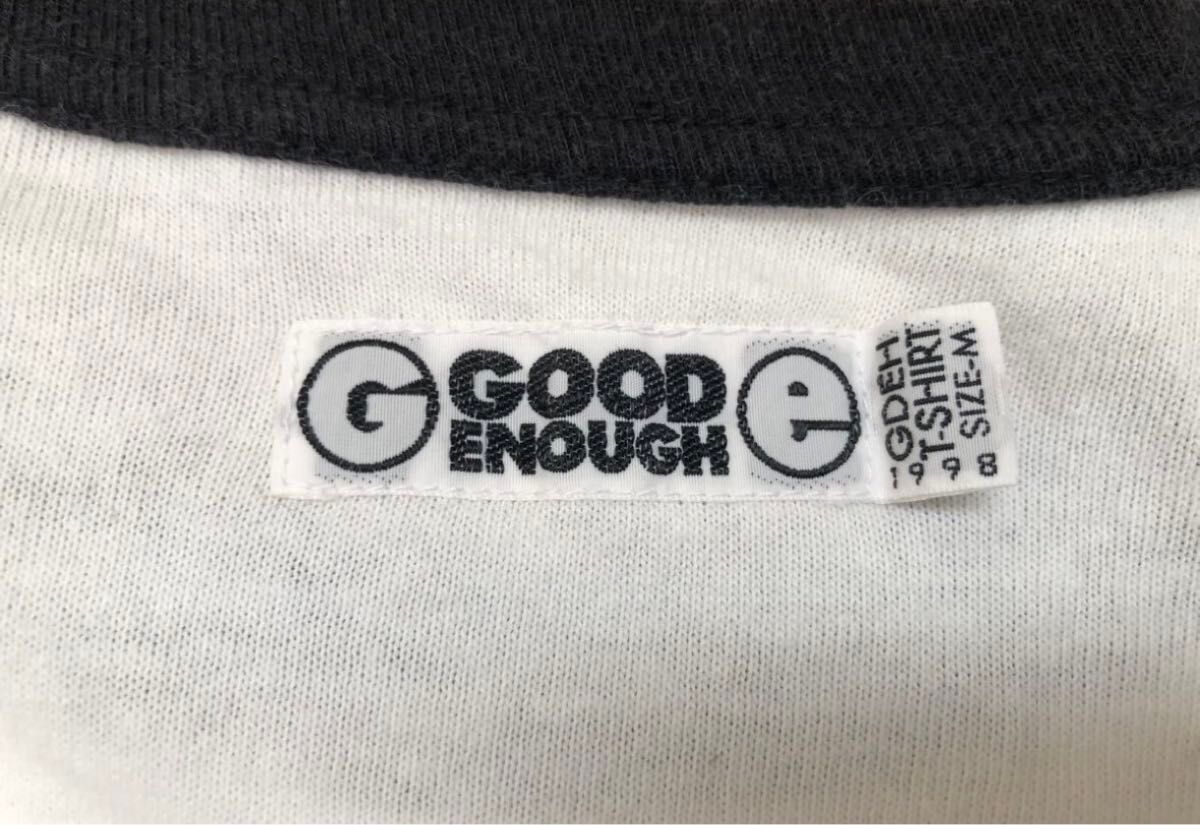 G GOOD ENOUGH e
GDEH
T-SHIRT
SIZE-M
1998